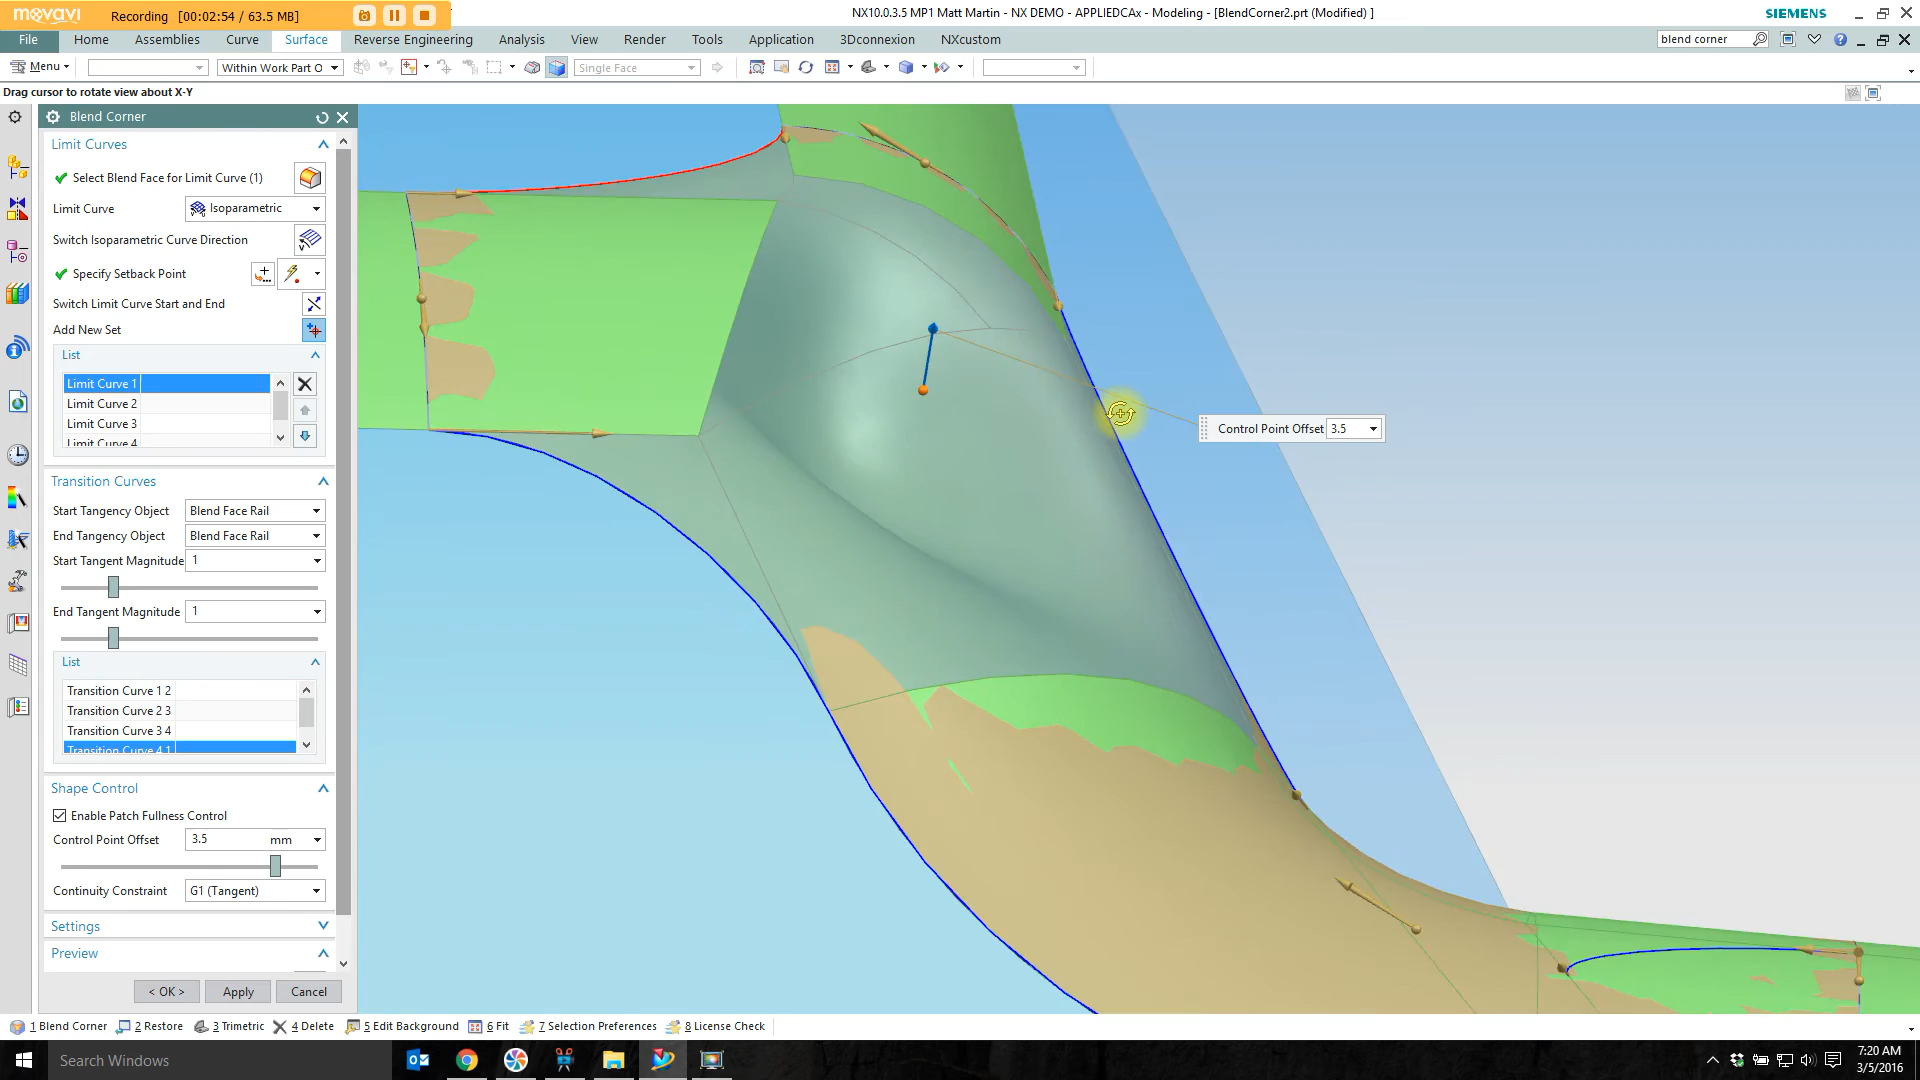 movavi
Recording [00:02:54 / 63.5 MB]
NX10.0.3.5 MP1 Matt Martin - NX DEMO - APPLIEDCAx - Modeling - [BlendCorner2.prt (Modified) ]
SIEMENS
File Home Assemblies Curve Surface Reverse Engineering Analysis View Render Tools Application 3Dconnexion NXcustom
blend corner
Menu
Within Work Part O
Single Face
Drag cursor to rotate view about X-Y
Blend Corner
Limit Curves
Select Blend Face for Limit Curve (1)
Limit Curve Isoparametric
Switch Isoparametric Curve Direction
Specify Setback Point
Switch Limit Curve Start and End
Add New Set
List
Limit Curve 1
Limit Curve 2
Limit Curve 3
Limit Curve 4
Transition Curves
Start Tangency Object Blend Face Rail
End Tangency Object Blend Face Rail
Start Tangent Magnitude 1
End Tangent Magnitude 1
List
Transition Curve 1 2
Transition Curve 2 3
Transition Curve 3 4
Transition Curve 4 1
Shape Control
Enable Patch Fullness Control
Control Point Offset 3.5 mm
Continuity Constraint G1 (Tangent)
Settings
Preview
< OK > Apply Cancel
Control Point Offset 3.5
1 Blend Corner 2 Restore 3 Trimetric 4 Delete 5 Edit Background 6 Fit 7 Selection Preferences 8 License Check
Search Windows
7:20 AM
3/5/2016